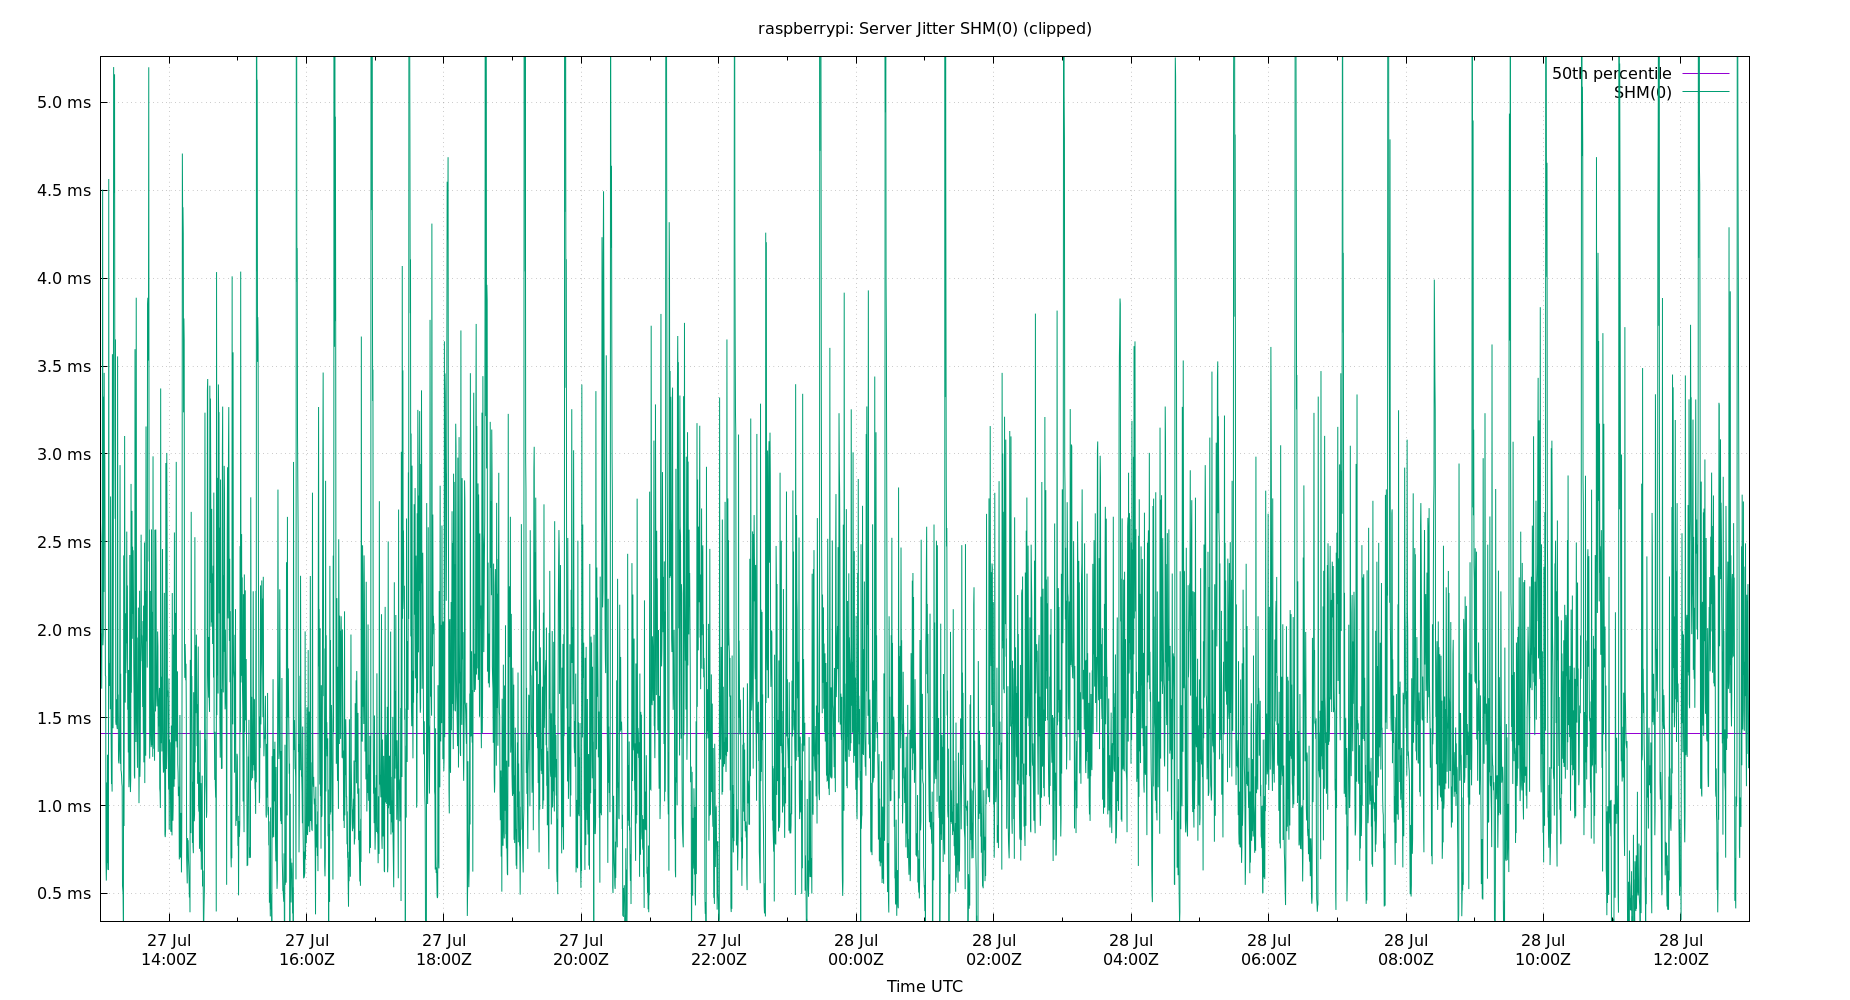 raspberrypi: Server Jitter SHM(0) (clipped)
50th percentile
SHM(0)
5.0 ms
4.5 ms
4.0 ms
3.5 ms
3.0 ms
2.5 ms
2.0 ms
1.5 ms
1.0 ms
0.5 ms
27 Jul 27 Jul 27 Jul 27 Jul 27 Jul 28 Jul 28 Jul 28 Jul 28 Jul 28 Jul 28 Jul 28 Jul
14:00Z 16:00Z 18:00Z 20:00Z 22:00Z 00:00Z 02:00Z 04:00Z 06:00Z 08:00Z 10:00Z 12:00Z
Time UTC